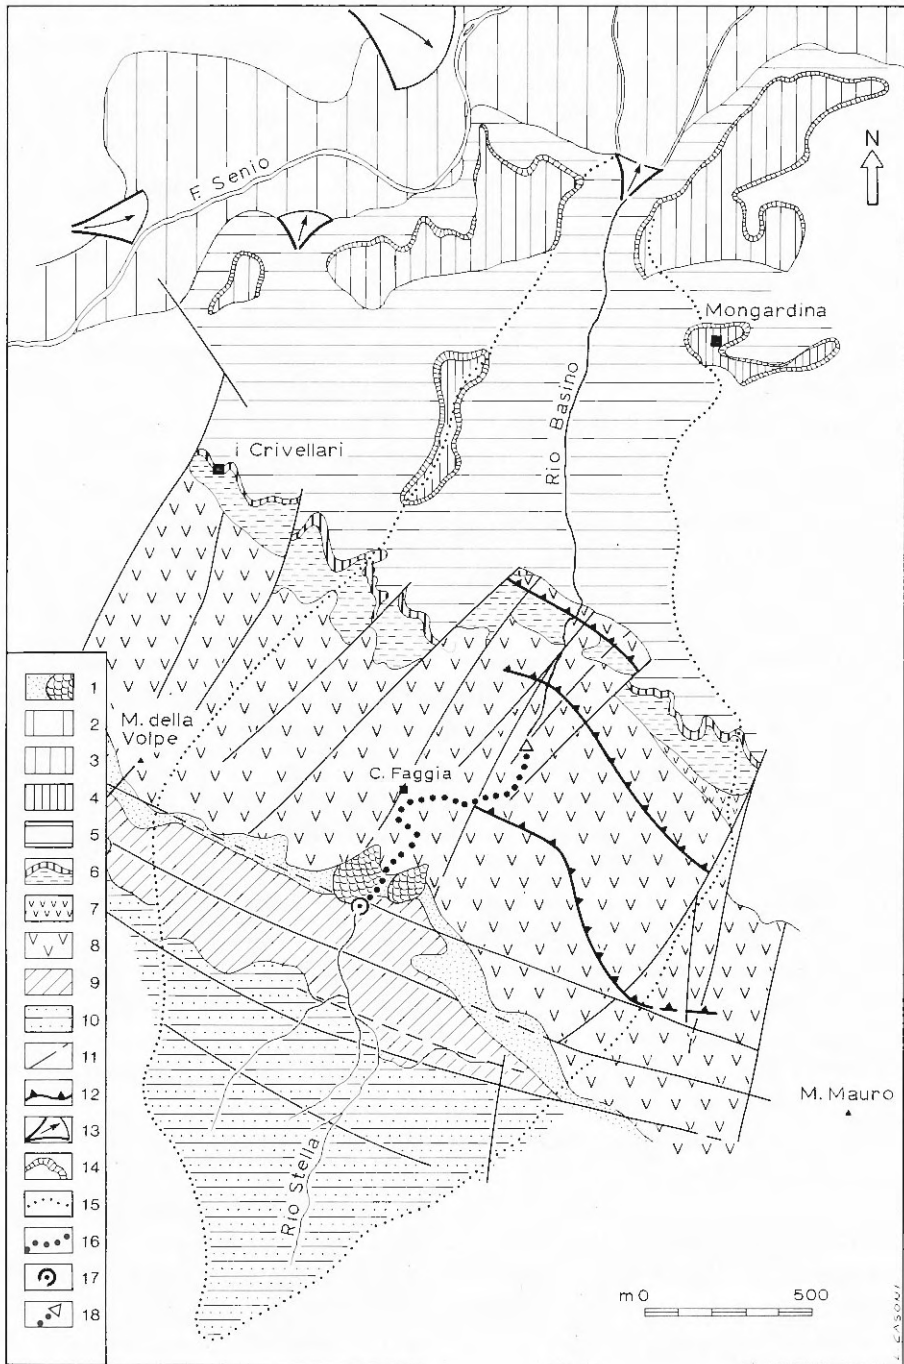 N
F. Senio
Mongardina
Rio Basino
i Crivellari
M. della
Volpe
C. Faggia
M. Mauro
Rio Stella
1
2
3
4
5
6
7
8
9
10
11
12
13
14
15
16
17
18
m 0 500
CASONI